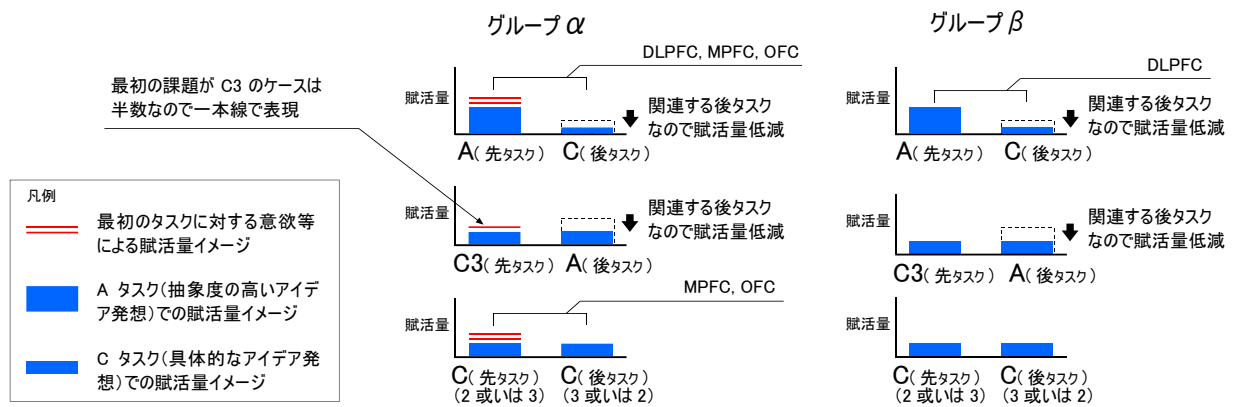 グループ α
DLPFC, MPFC, OFC
最初の課題が C3 のケースは
半数なので一本線で表現
賦活量
関連する後タスク
なので賦活量低減
A( 先タスク)
C( 後タスク)
賦活量
関連する後タスク
なので賦活量低減
C3( 先タスク)
A( 後タスク)
MPFC, OFC
賦活量
C( 先タスク)
(2 或いは 3)
C( 後タスク)
(3 或いは 2)
グループ β
DLPFC
賦活量
関連する後タスク
なので賦活量低減
A( 先タスク)
C( 後タスク)
賦活量
関連する後タスク
なので賦活量低減
C3( 先タスク)
A( 後タスク)
賦活量
C( 先タスク)
(2 或いは 3)
C( 後タスク)
(3 或いは 2)
凡例
最初のタスクに対する意欲等
による賦活量イメージ
A タスク(抽象度の高いアイデ
ア発想)での賦活量イメージ
C タスク(具体的なアイデア発
想)での賦活量イメージ